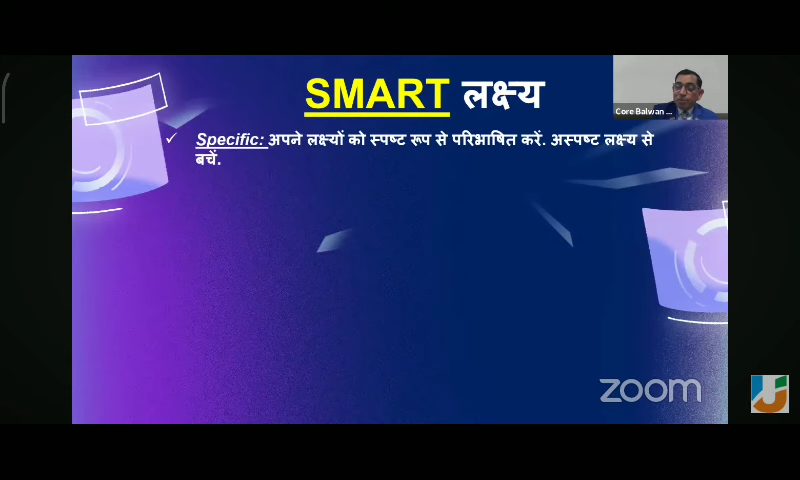 SMART लक्ष्य
Core Balwan ...
✓ Specific: अपने लक्ष्यों को स्पष्ट रूप से परिभाषित करें. अस्पष्ट लक्ष्य से
बचें.
zoom